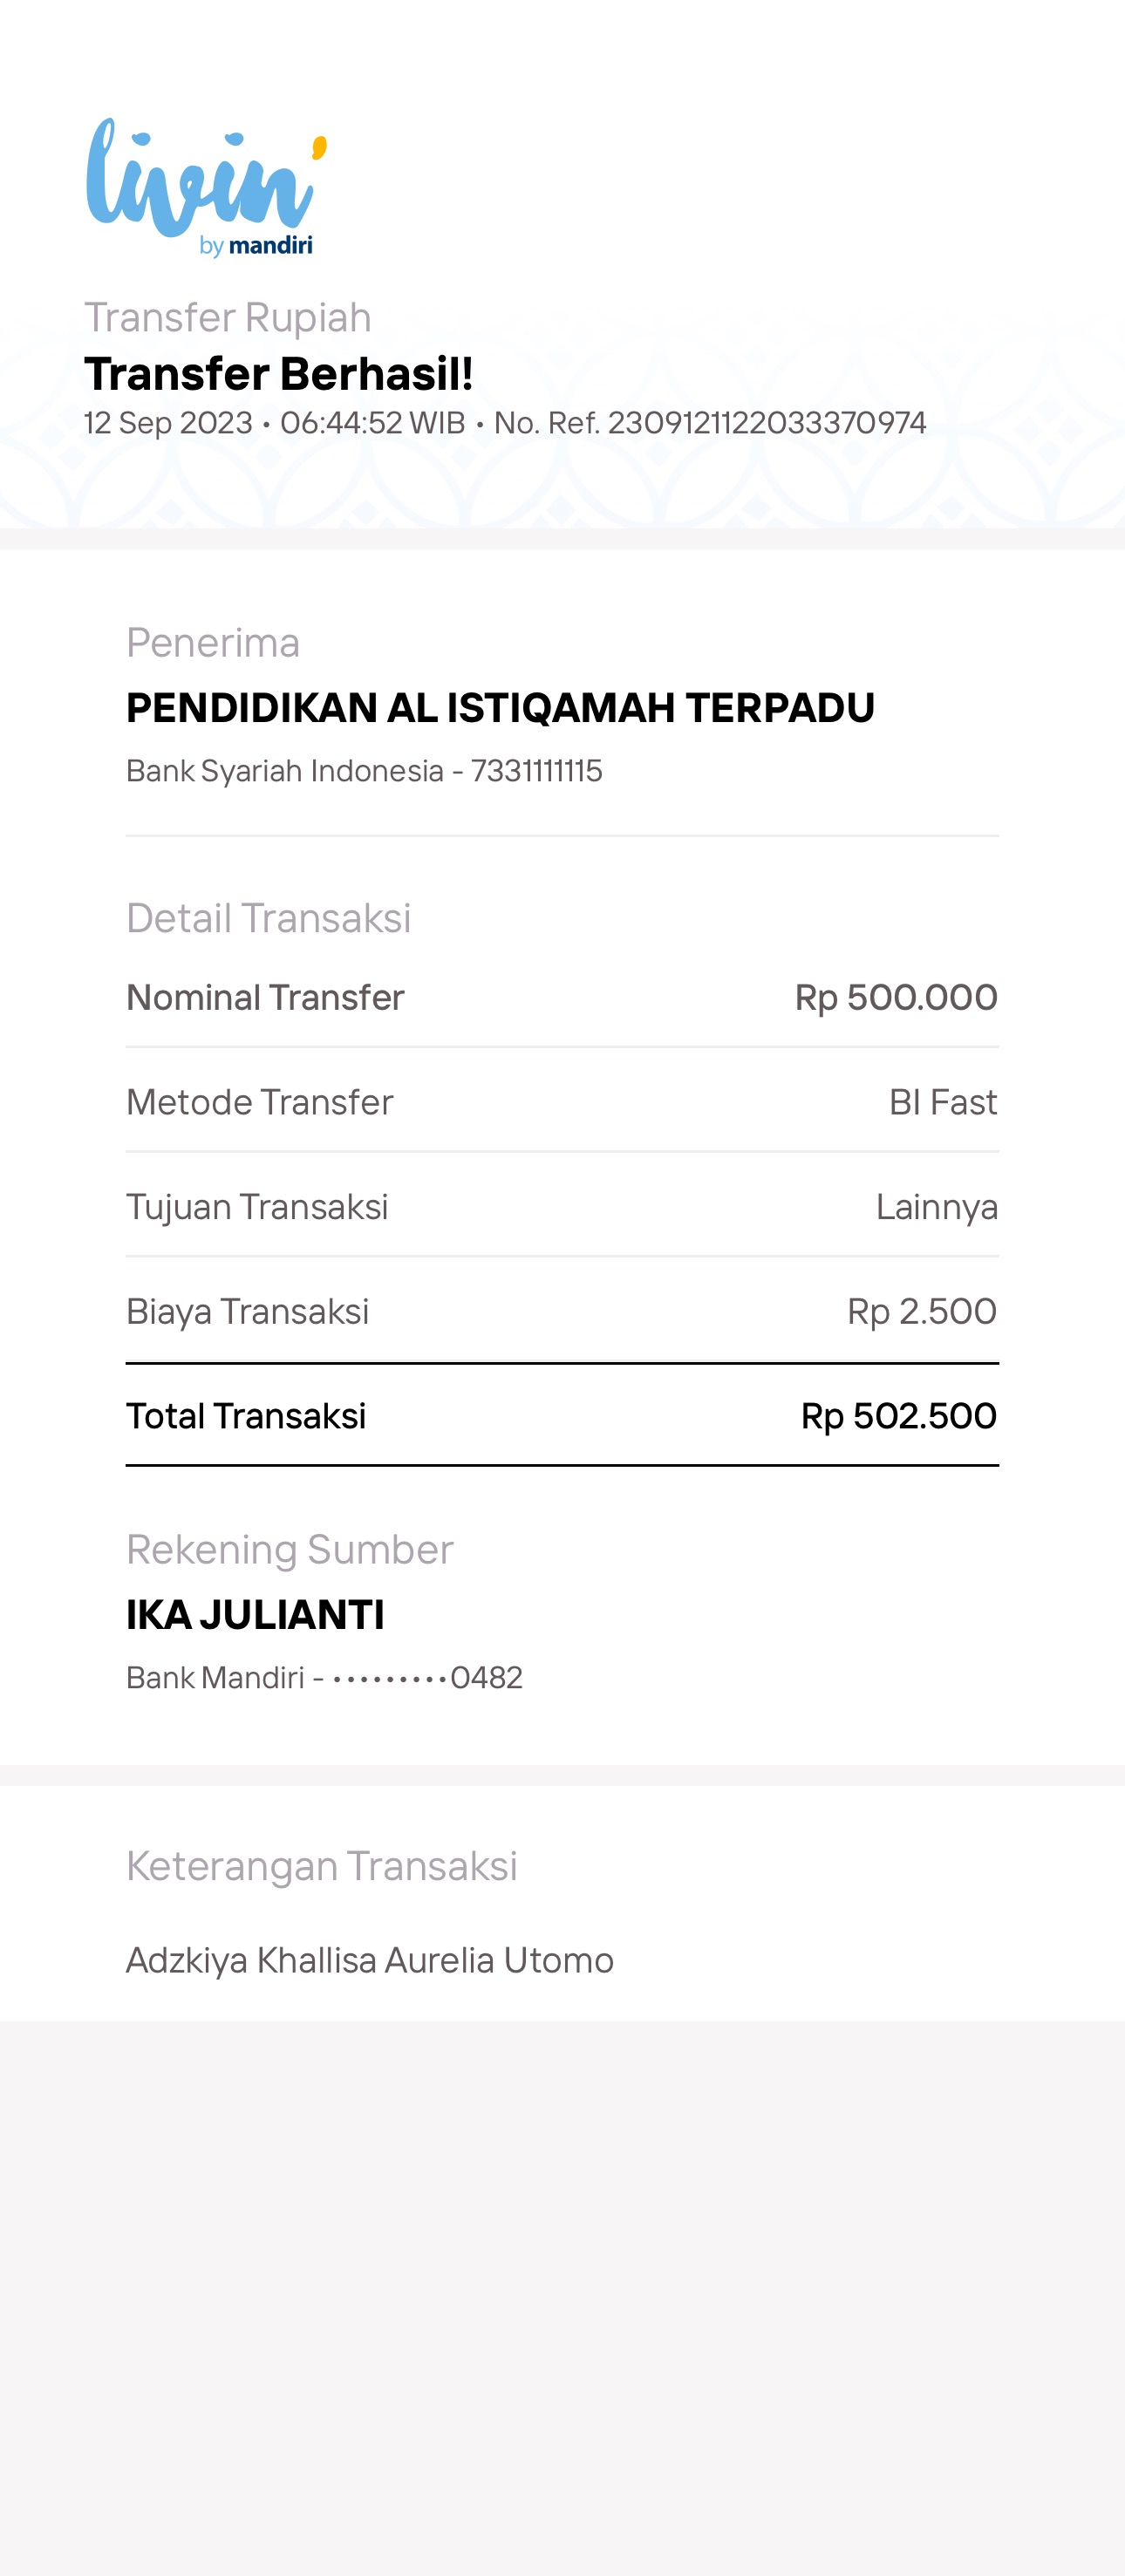 livin'
by mandiri
Transfer Rupiah
Transfer Berhasil!
12 Sep 2023 • 06:44:52 WIB • No. Ref. 2309121122033370974
Penerima
PENDIDIKAN AL ISTIQAMAH TERPADU
Bank Syariah Indonesia - 7331111115
Detail Transaksi
Nominal Transfer Rp 500.000
Metode Transfer BI Fast
Tujuan Transaksi Lainnya
Biaya Transaksi Rp 2.500
Total Transaksi Rp 502.500
Rekening Sumber
IKA JULIANTI
Bank Mandiri - •••••••••0482
Keterangan Transaksi
Adzkiya Khallisa Aurelia Utomo